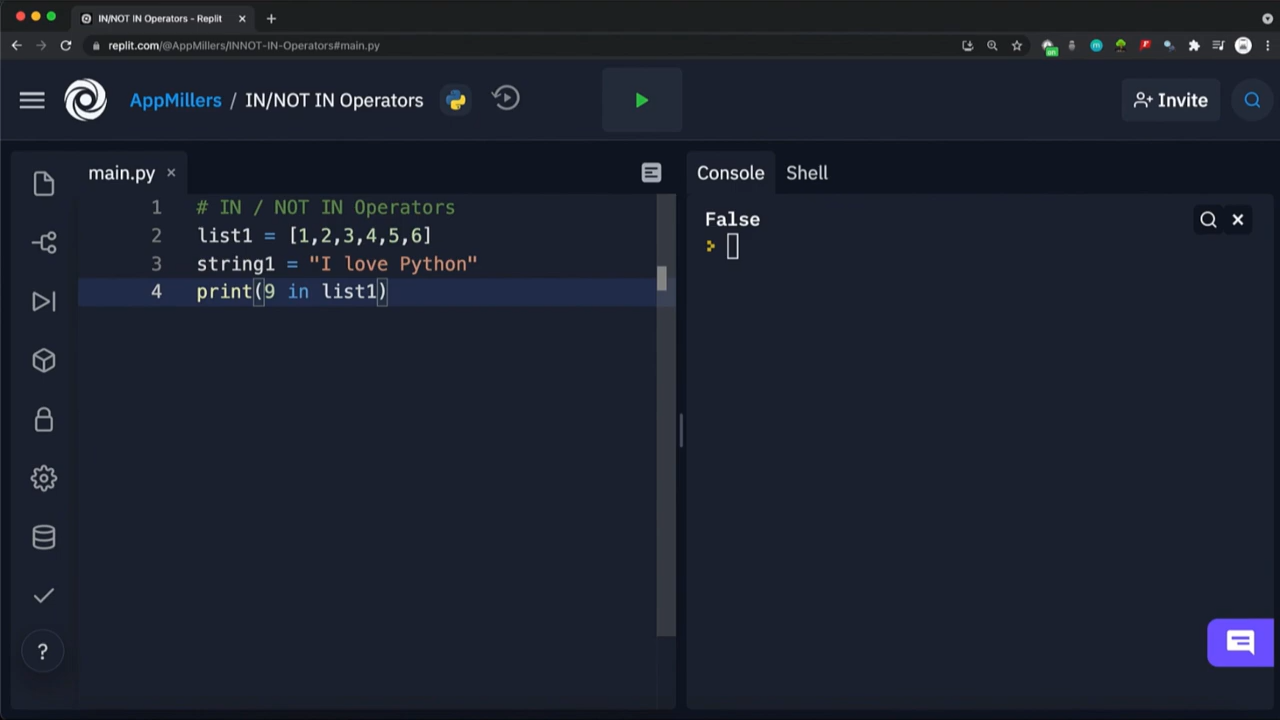 IN/NOT IN Operators - Replit
replit.com/@AppMillers/INNOT-IN-Operators#main.py
AppMillers / IN/NOT IN Operators
Invite
main.py
Console
Shell
1 # IN / NOT IN Operators
2 list1 = [1,2,3,4,5,6]
3 string1 = "I love Python"
4 print(9 in list1)
False
?